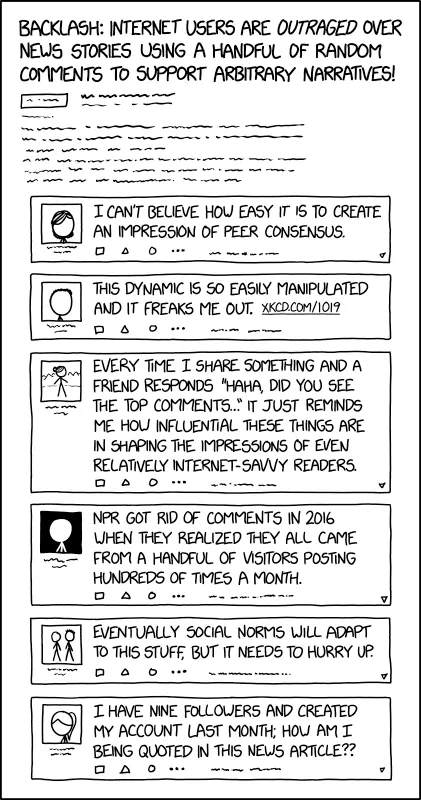 BACKLASH: INTERNET USERS ARE OUTRAGED OVER
NEWS STORIES USING A HANDFUL OF RANDOM
COMMENTS TO SUPPORT ARBITRARY NARRATIVES!
I CAN'T BELIEVE HOW EASY IT IS TO CREATE
AN IMPRESSION OF PEER CONSENSUS.
THIS DYNAMIC IS SO EASILY MANIPULATED
AND IT FREAKS ME OUT. XKCD.COM/1019
EVERY TIME I SHARE SOMETHING AND A
FRIEND RESPONDS "HAHA, DID YOU SEE
THE TOP COMMENTS..." IT JUST REMINDS
ME HOW INFLUENTIAL THESE THINGS ARE
IN SHAPING THE IMPRESSIONS OF EVEN
RELATIVELY INTERNET-SAVVY READERS.
NPR GOT RID OF COMMENTS IN 2016
WHEN THEY REALIZED THEY ALL CAME
FROM A HANDFUL OF VISITORS POSTING
HUNDREDS OF TIMES A MONTH.
EVENTUALLY SOCIAL NORMS WILL ADAPT
TO THIS STUFF, BUT IT NEEDS TO HURRY UP.
I HAVE NINE FOLLOWERS AND CREATED
MY ACCOUNT LAST MONTH; HOW AM I
BEING QUOTED IN THIS NEWS ARTICLE??